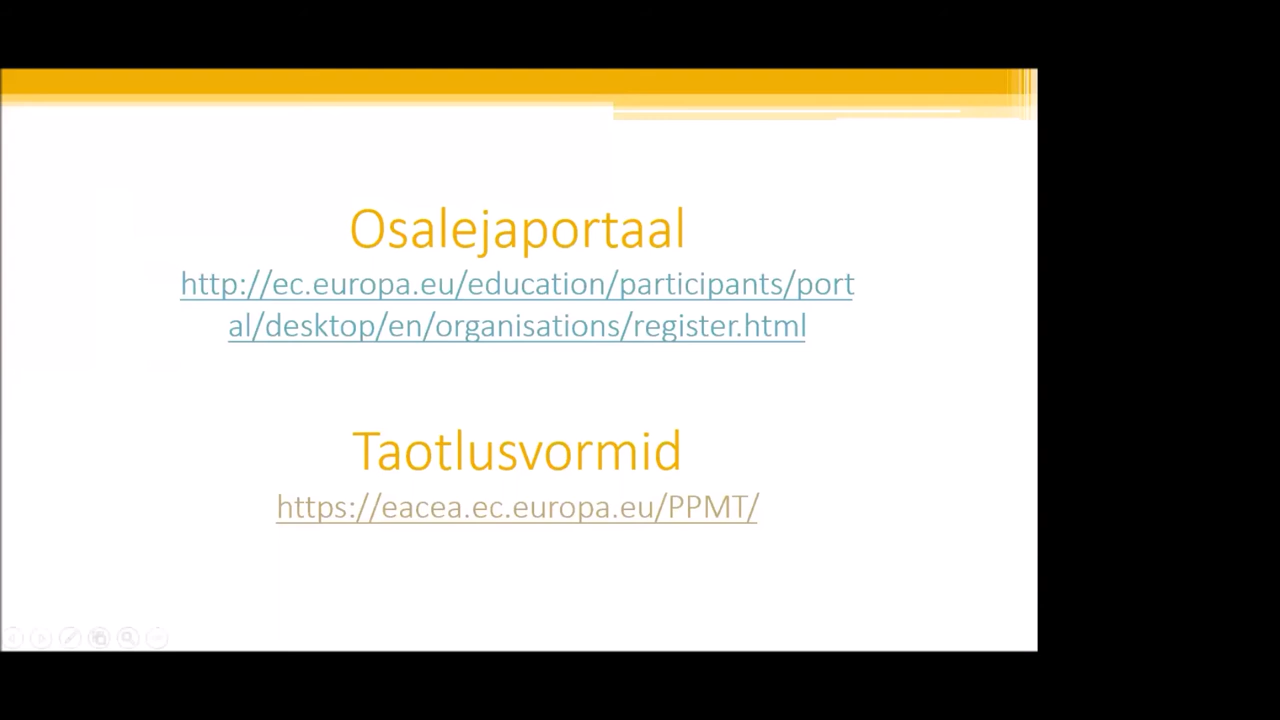 Osalejaportaal
http://ec.europa.eu/education/participants/port
al/desktop/en/organisations/register.html
Taotlusvormid
https://eacea.ec.europa.eu/PPMT/